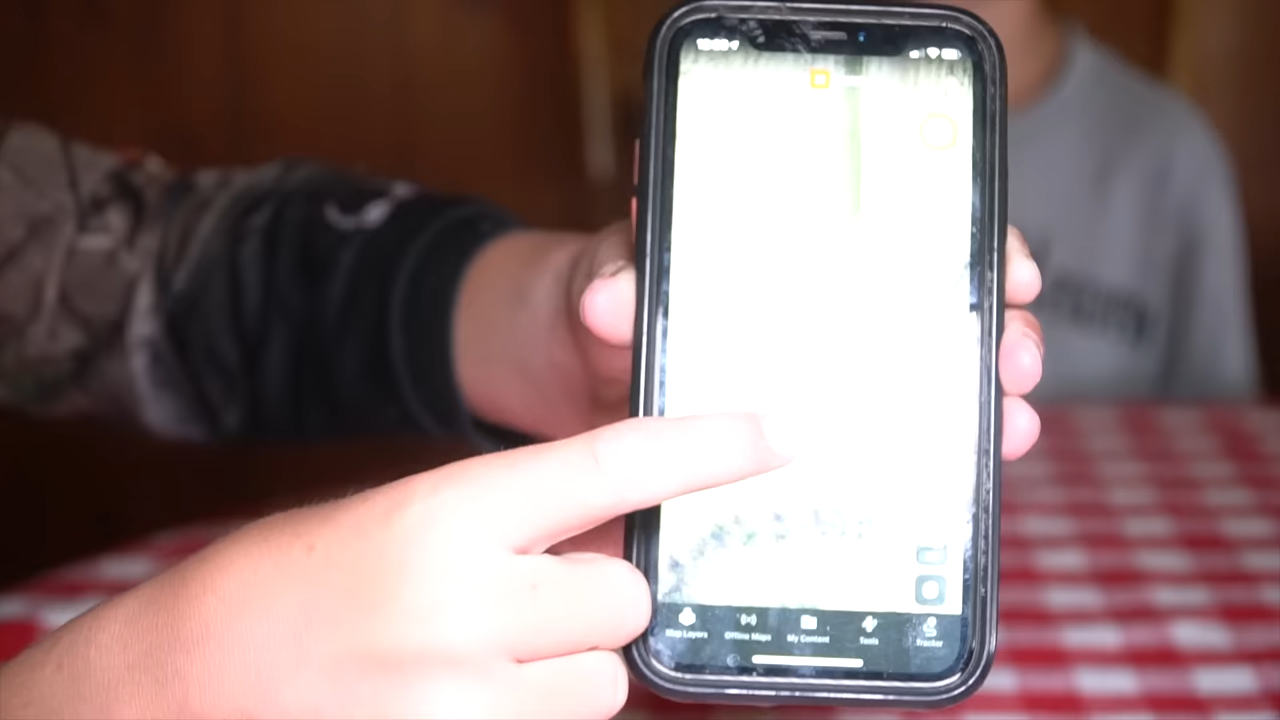 Map Layers
Offline Maps
My Content
Tools
Tracker